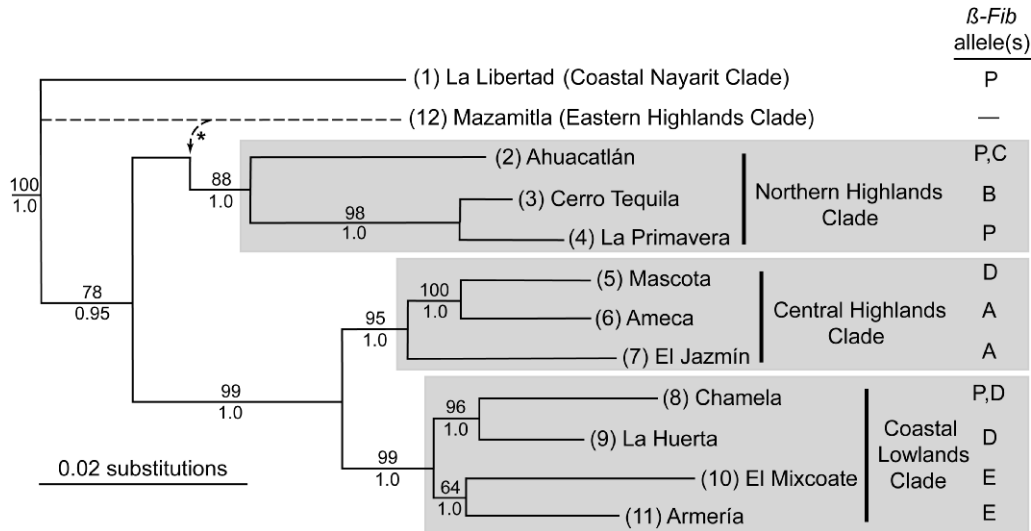 ß-Fib
allele(s)
(1) La Libertad (Coastal Nayarit Clade) P
(12) Mazamitla (Eastern Highlands Clade) —
*
(2) Ahuacatlán P,C
100
1.0
88
1.0
(3) Cerro Tequila B
Northern Highlands
Clade
98
1.0
(4) La Primavera P
(5) Mascota D
78
0.95
100
1.0
(6) Ameca A
Central Highlands
Clade
95
1.0
(7) El Jazmín A
99
1.0
(8) Chamela P,D
96
1.0
(9) La Huerta D
Coastal
Lowlands
Clade
99
1.0
(10) El Mixcoate E
64
1.0
(11) Armería E
0.02 substitutions